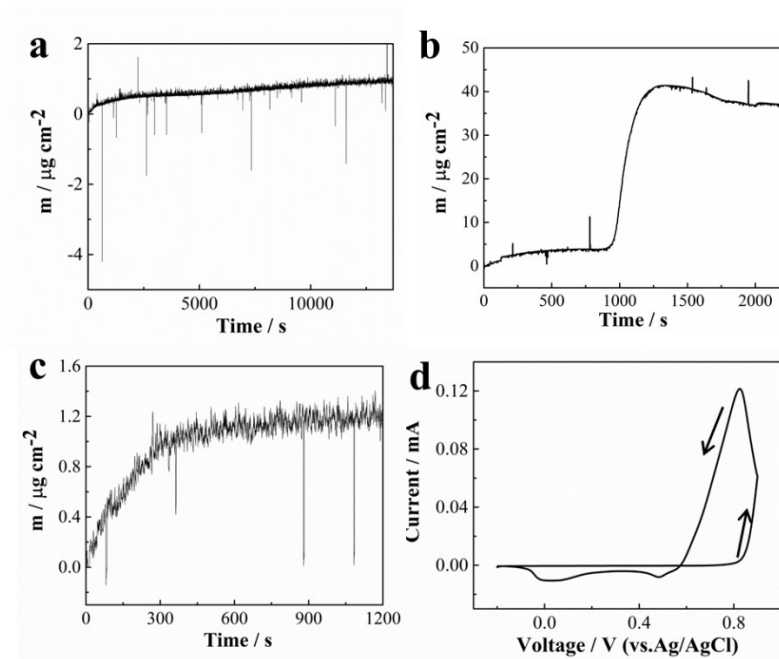 a
2
0
-2
-4
m / μg cm-2
0 5000 10000
Time / s
b
50
40
30
20
10
0
m / μg cm-2
0 500 1000 1500 2000
Time / s
c
1.6
1.2
0.8
0.4
0.0
m / μg cm-2
0 300 600 900 1200
Time / s
d
0.12
0.08
0.04
0.00
Current / mA
0.0 0.4 0.8
Voltage / V (vs.Ag/AgCl)